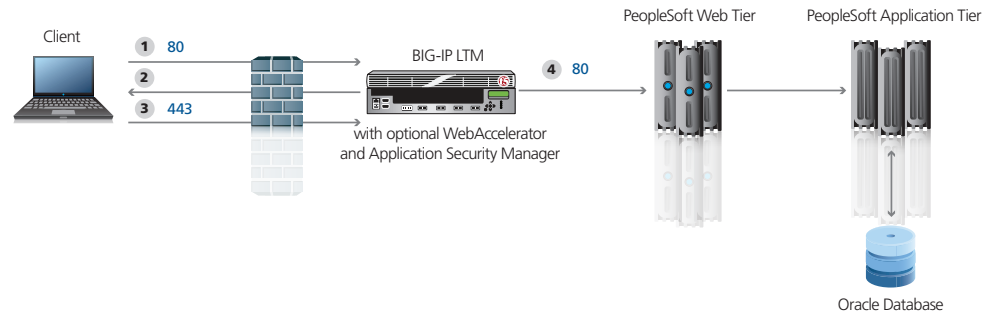 PeopleSoft Web Tier
PeopleSoft Application Tier
Client
1 80
BIG-IP LTM
2
4 80
3 443
with optional WebAccelerator
and Application Security Manager
Oracle Database